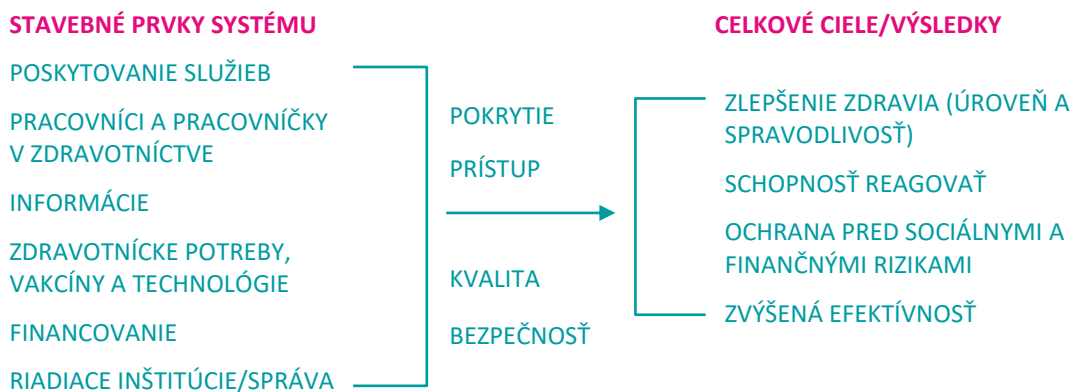 STAVEBNÉ PRVKY SYSTÉMU
POSKYTOVANIE SLUŽIEB
PRACOVNÍCI A PRACOVNÍČKY
V ZDRAVOTNÍCTVE
INFORMÁCIE
ZDRAVOTNÍCKE POTREBY,
VAKCÍNY A TECHNOLÓGIE
FINANCOVANIE
RIADIACE INŠTITÚCIE/SPRÁVA
POKRYTIE
PRÍSTUP
KVALITA
BEZPEČNOSŤ
CELKOVÉ CIELE/VÝSLEDKY
ZLEPŠENIE ZDRAVIA (ÚROVEŇ A
SPRAVODLIVOSŤ)
SCHOPNOSŤ REAGOVAŤ
OCHRANA PRED SOCIÁLNYMI A
FINANČNÝMI RIZIKAMI
ZVÝŠENÁ EFEKTÍVNOSŤ